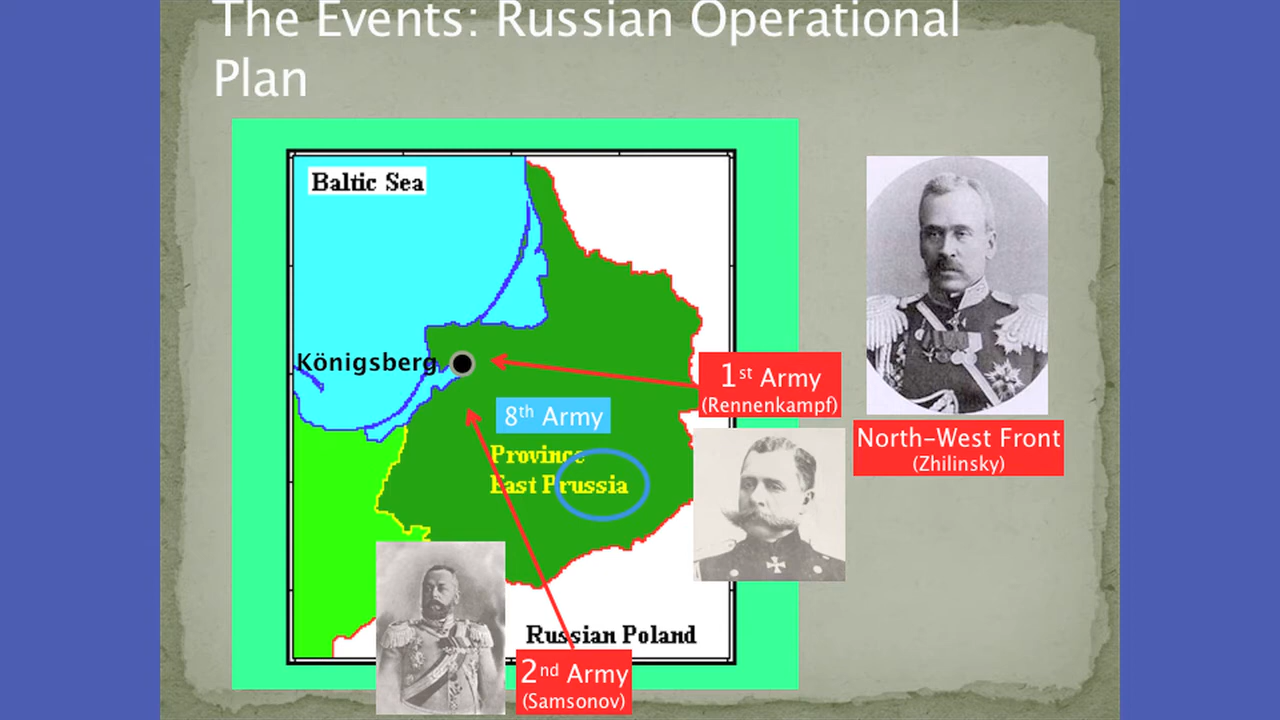 The Events: Russian Operational
Plan
Baltic Sea
Königsberg
1st Army
(Rennenkampf)
8th Army
North-West Front
(Zhilinsky)
Province
East Prussia
Russian Poland
2nd Army
(Samsonov)